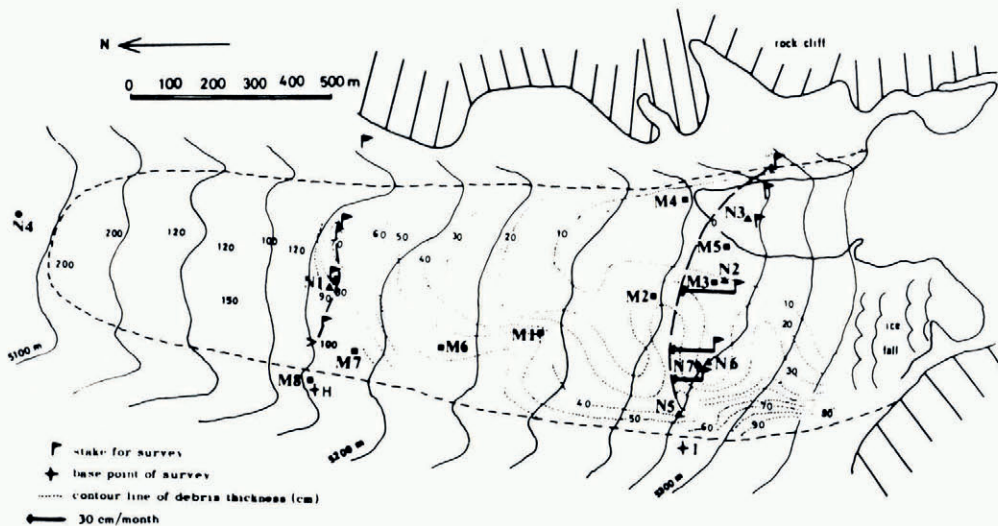 N
rock cliff
0 100 200 300 400 500 m
M4
N4
N3
200 120 120 100 120 70 60 50 40 30 20 10 0
200
M5
N1 90 80
N2
M3
M2
150
10
20
ice
fall
100
M1
M6
M7
N7 N6
30
M8
H
5100 m
40 50 60 70 80 90
N5
I
5200 m
5300 m
stake for survey
base point of survey
contour line of debris thickness (cm)
30 cm/month